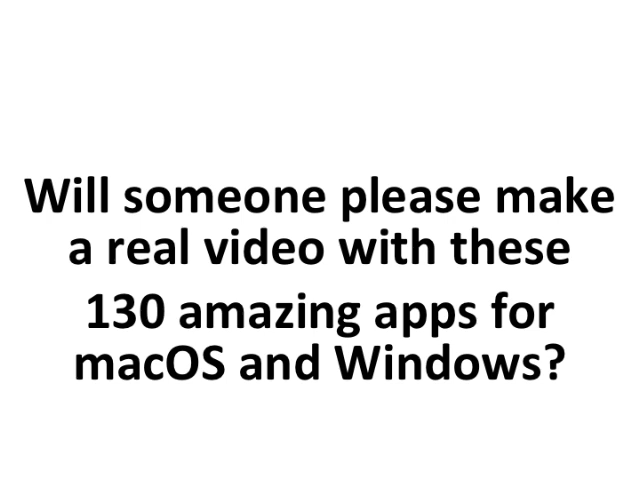 Will someone please make
a real video with these
130 amazing apps for
macOS and Windows?